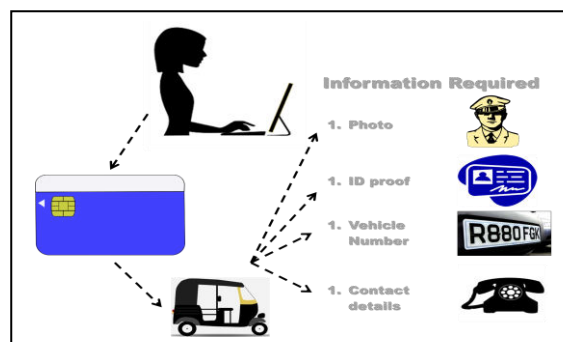 Information Required
1. Photo
1. ID proof
1. Vehicle
Number
R880 FGK
1. Contact
details